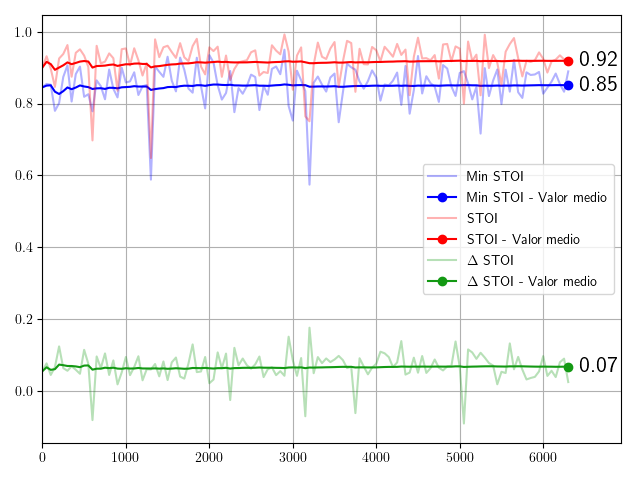 1.0
0.8
0.6
0.4
0.2
0.0
0
1000
2000
3000
4000
5000
6000
0.92
0.85
0.07
Min STOI
Min STOI - Valor medio
STOI
STOI - Valor medio
Δ STOI
Δ STOI - Valor medio